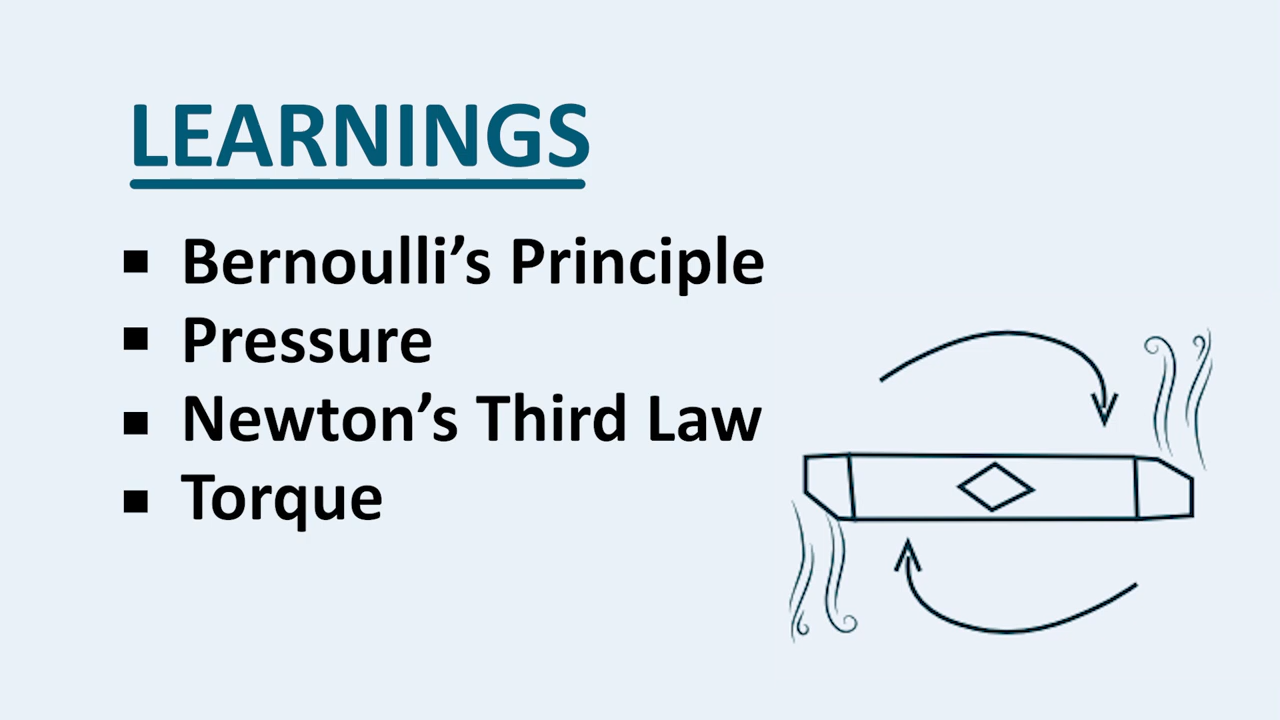 LEARNINGS
Bernoulli’s Principle
Pressure
Newton’s Third Law
Torque